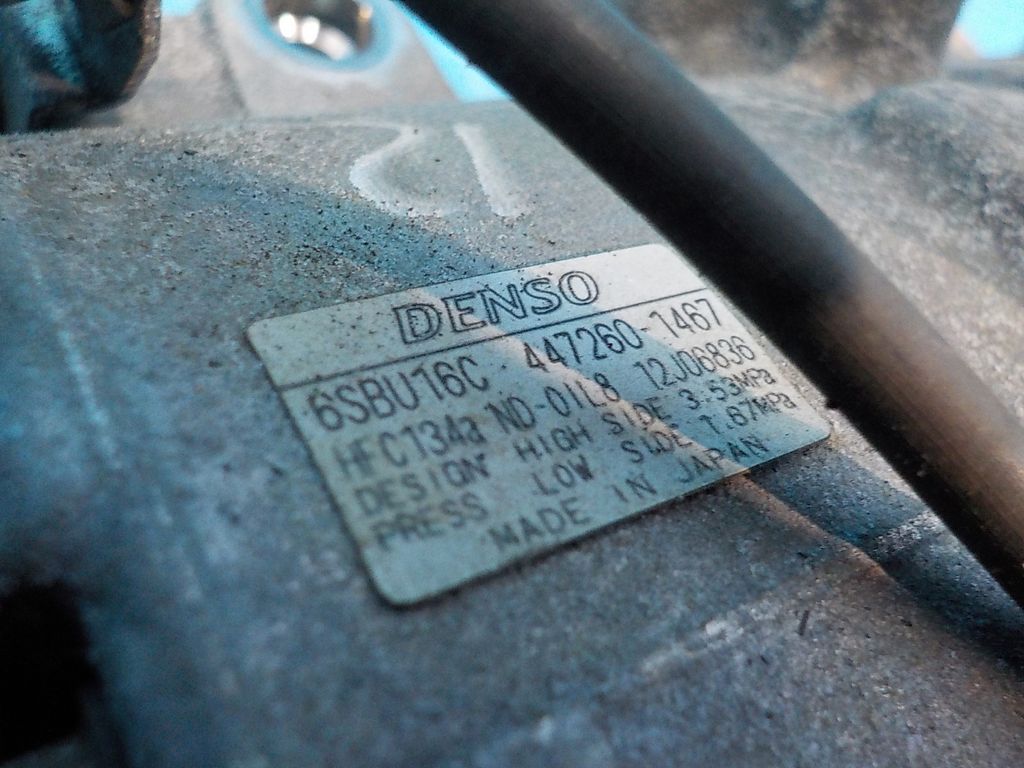 DENSO
6SBU16C 447260-1467
HFC134a ND-OIL8 12J06836
DESIGN HIGH SIDE 3.53MPa
PRESS LOW SIDE 1.67MPa
MADE IN JAPAN